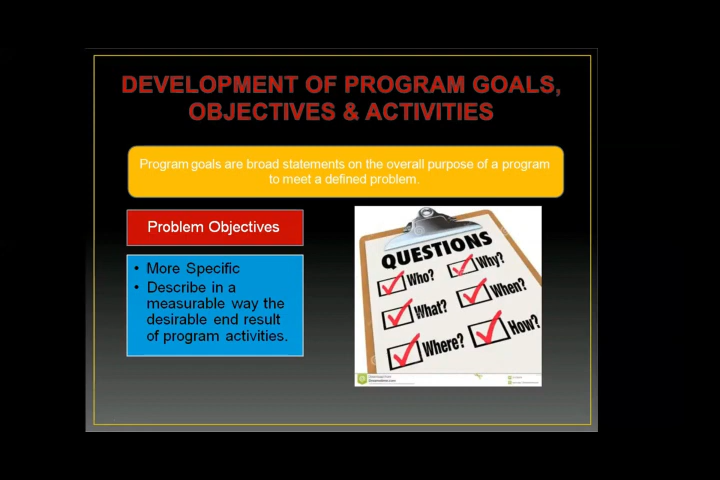 DEVELOPMENT OF PROGRAM GOALS,
OBJECTIVES & ACTIVITIES
Program goals are broad statements on the overall purpose of a program
to meet a defined problem.
Problem Objectives
• More Specific
• Describe in a
measurable way the
desirable end result
of program activities.
QUESTIONS
Who? Why?
What? When?
Where? How?